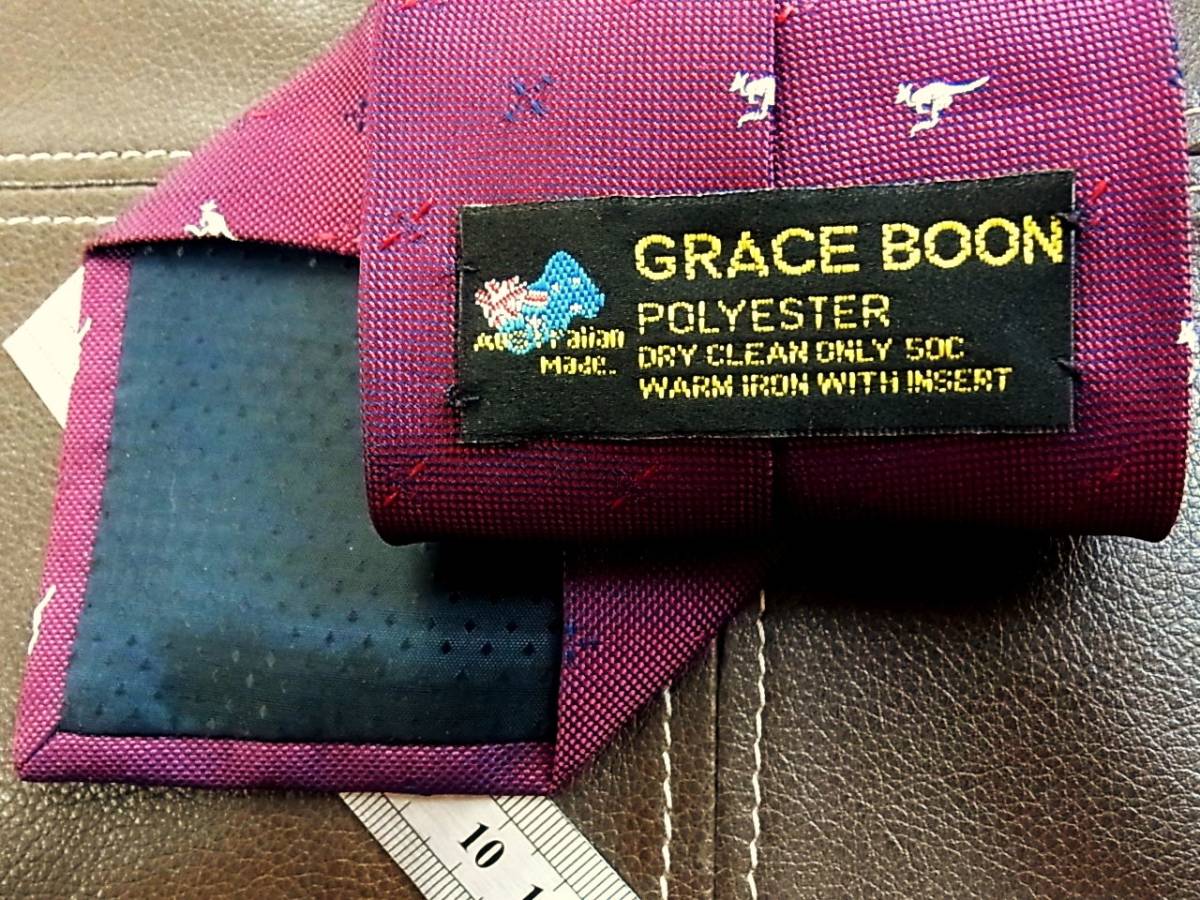 GRACE BOON
POLYESTER
DRY CLEAN ONLY 50C
WARM IRON WITH INSERT
Australian
Made.
10